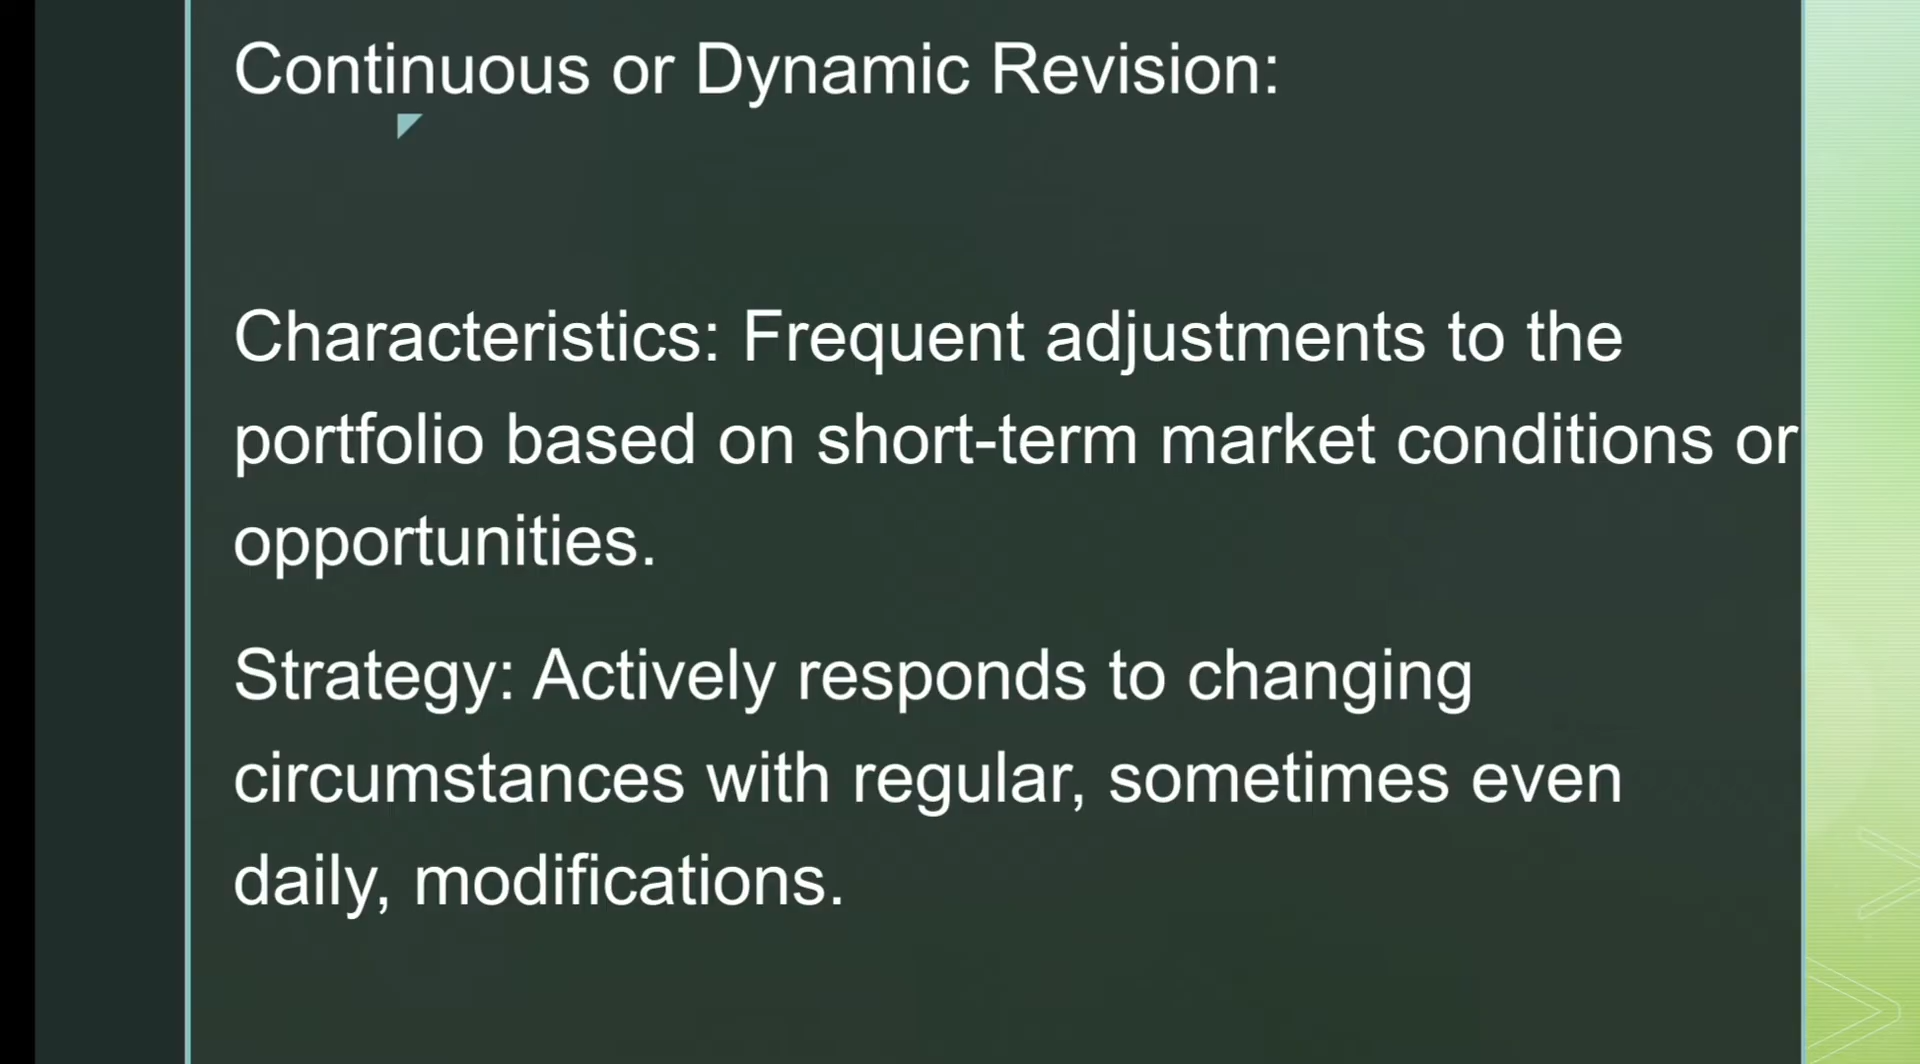 Continuous or Dynamic Revision:
Characteristics: Frequent adjustments to the
portfolio based on short-term market conditions or
opportunities.
Strategy: Actively responds to changing
circumstances with regular, sometimes even
daily, modifications.